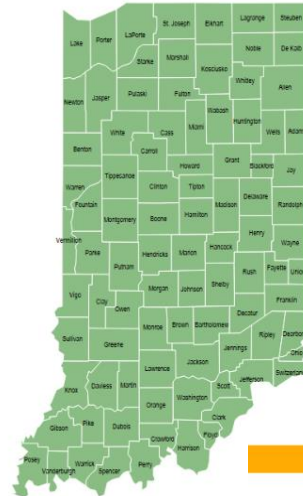 St. Joseph
Elkhart
Lagrange
Steuben
Lake
Porter
LaPorte
Noble
De Kalb
Starke
Marshall
Kosciusko
Whitley
Allen
Newton
Jasper
Pulaski
Fulton
Wabash
Huntington
Wells
Adam
Miami
White
Cass
Benton
Carroll
Howard
Grant
Blackford
Jay
Warren
Tippecanoe
Clinton
Tipton
Delaware
Randolph
Fountain
Montgomery
Boone
Hamilton
Madison
Henry
Wayne
Vermillion
Parke
Hendricks
Marion
Hancock
Putnam
Rush
Fayette
Union
Vigo
Clay
Morgan
Johnson
Shelby
Franklin
Owen
Decatur
Sullivan
Greene
Monroe
Brown
Bartholomew
Ripley
Dearborn
Ohio
Jennings
Switzerland
Lawrence
Jackson
Jefferson
Knox
Daviess
Martin
Scott
Orange
Washington
Clark
Gibson
Pike
Dubois
Crawford
Floyd
Harrison
Posey
Vanderburgh
Warrick
Spencer
Perry